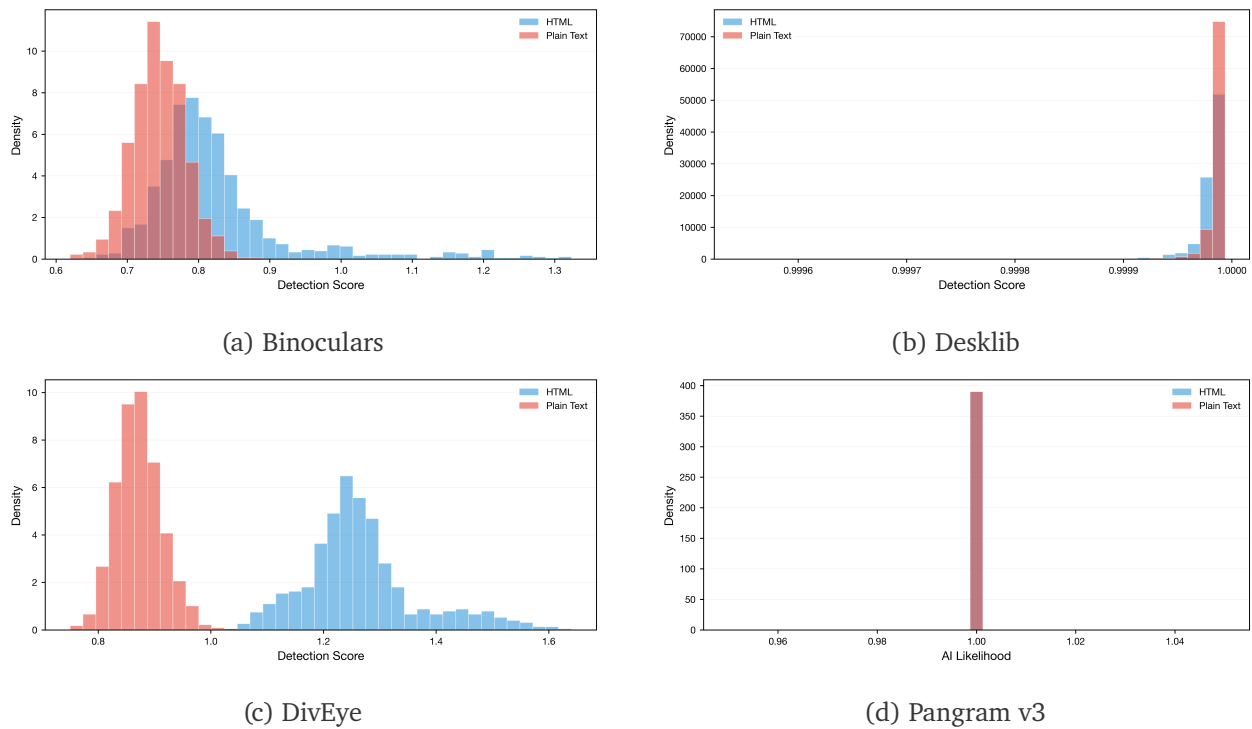 HTML
Plain Text
10
8
6
4
2
0
Density
0.6 0.7 0.8 0.9 1.0 1.1 1.2 1.3
Detection Score
(a) Binoculars
HTML
Plain Text
70000
60000
50000
40000
30000
20000
10000
0
Density
0.9996 0.9997 0.9998 0.9999 1.0000
Detection Score
(b) Desklib
HTML
Plain Text
10
8
6
4
2
0
Density
0.8 1.0 1.2 1.4 1.6
Detection Score
(c) DivEye
HTML
Plain Text
400
350
300
250
200
150
100
50
0
Density
0.96 0.98 1.00 1.02 1.04
AI Likelihood
(d) Pangram v3